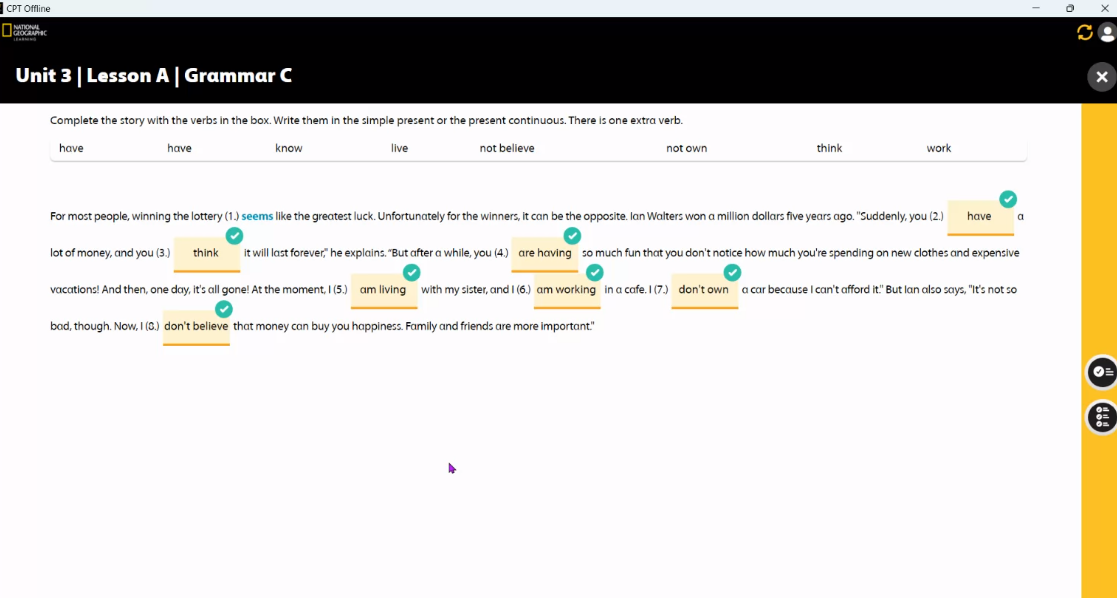 CPT Offline
NATIONAL
GEOGRAPHIC
LEARNING
Unit 3 | Lesson A | Grammar C
Complete the story with the verbs in the box. Write them in the simple present or the present continuous. There is one extra verb.
have have know live not believe not own think work
For most people, winning the lottery (1.) seems like the greatest luck. Unfortunately for the winners, it can be the opposite. Ian Walters won a million dollars five years ago. "Suddenly, you (2.) have a
lot of money, and you (3.) think it will last forever," he explains. "But after a while, you (4.) are having so much fun that you don't notice how much you're spending on new clothes and expensive
vacations! And then, one day, it's all gone! At the moment, I (5.) am living with my sister, and I (6.) am working in a cafe. I (7.) don't own a car because I can't afford it." But Ian also says, "It's not so
bad, though. Now, I (8.) don't believe that money can buy you happiness. Family and friends are more important."